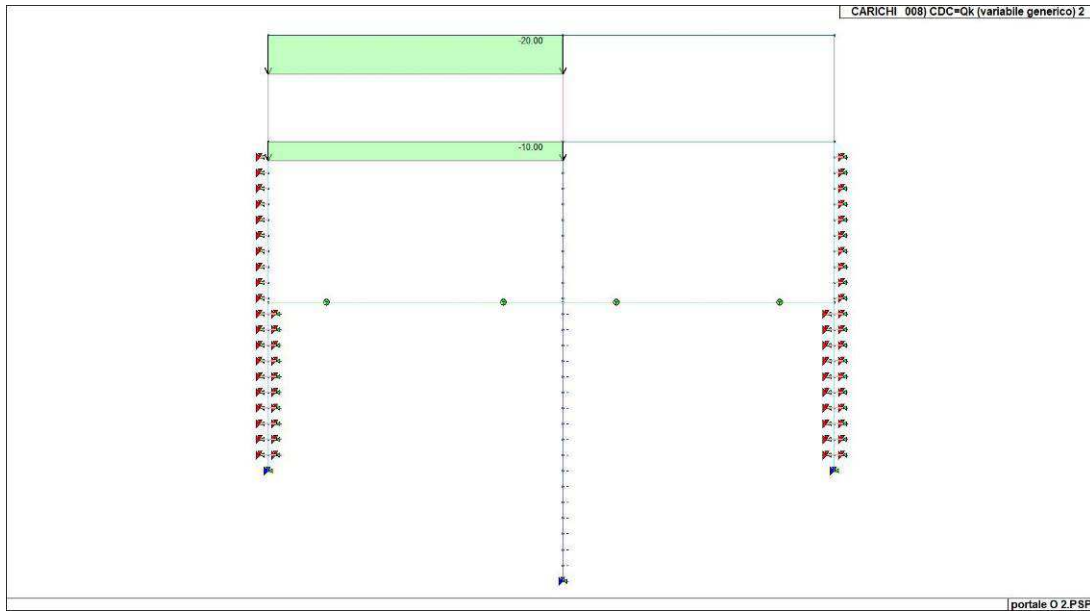 CARICHI 008) CDC=Qk (variabile generico) 2
-20.00
-10.00
portale O 2.PSP